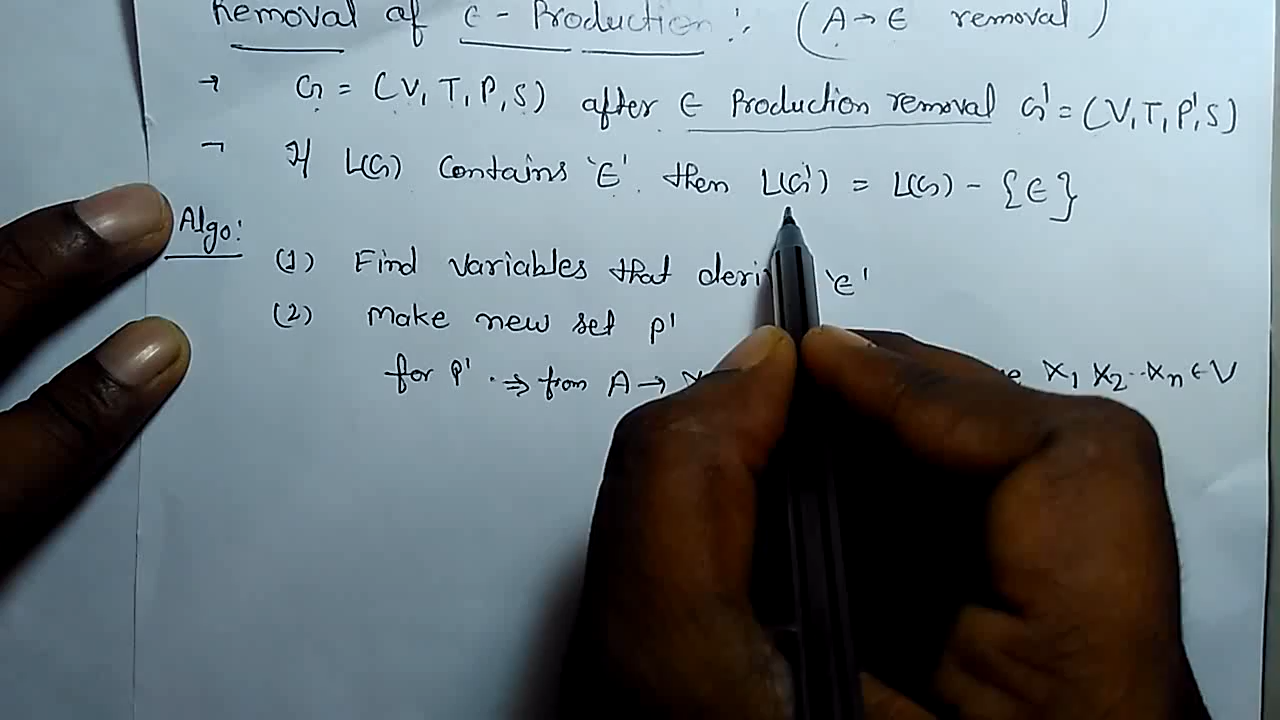 Removal of ϵ - Production :. (A → ϵ removal)
→ G = (V, T, P, S) after ϵ Production removal G' = (V, T, P', S)
¬ If L(G) Contains 'ϵ'. then L(G') = L(G) - {ϵ}
Algo:
(1) Find variables that 'ϵ'
(2) Make new set P'
for P' . ⇒ from A → X₁ X₂ -- Xₙ ∈ V